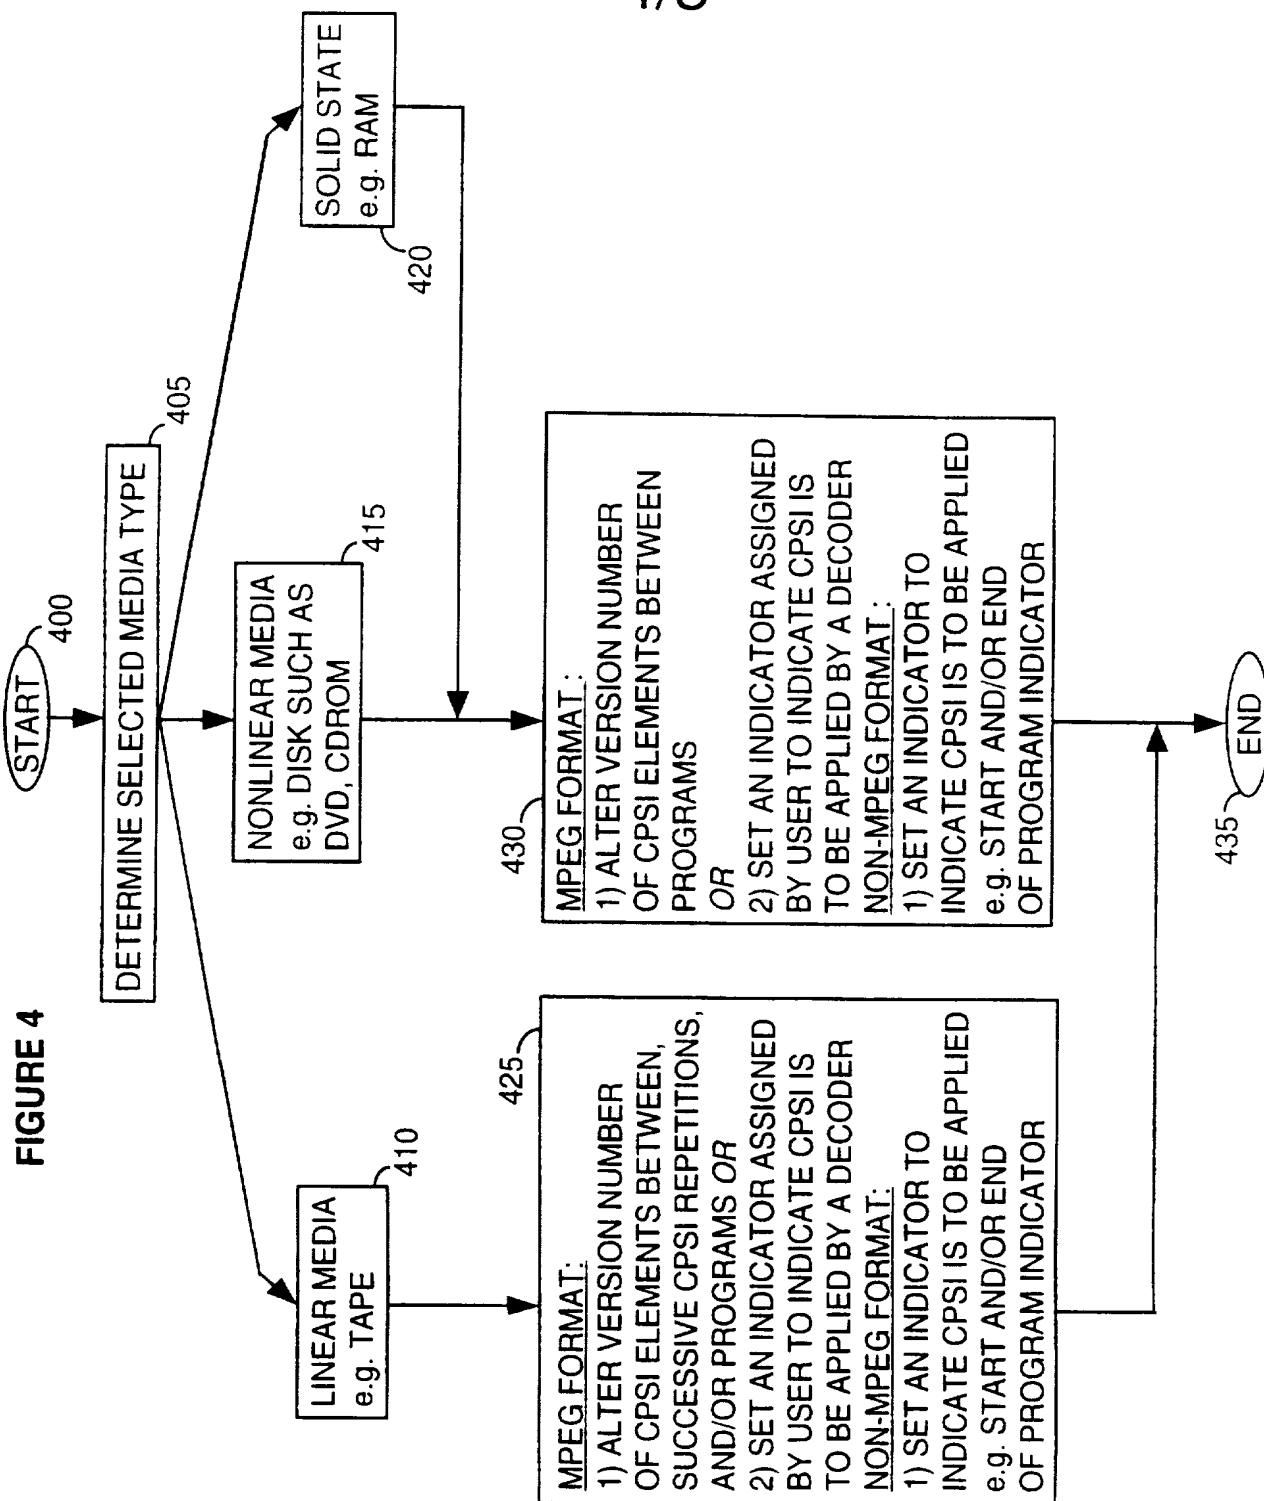 FIGURE 4
START
400
DETERMINE SELECTED MEDIA TYPE
405
LINEAR MEDIA
e.g. TAPE
410
NONLINEAR MEDIA
e.g. DISK SUCH AS
DVD, CDROM
415
SOLID STATE
e.g. RAM
420
425
MPEG FORMAT:
1) ALTER VERSION NUMBER
OF CPSI ELEMENTS BETWEEN,
SUCCESSIVE CPSI REPETITIONS,
AND/OR PROGRAMS OR
2) SET AN INDICATOR ASSIGNED
BY USER TO INDICATE CPSI IS
TO BE APPLIED BY A DECODER
NON-MPEG FORMAT:
1) SET AN INDICATOR TO
INDICATE CPSI IS TO BE APPLIED
e.g. START AND/OR END
OF PROGRAM INDICATOR
430
MPEG FORMAT :
1) ALTER VERSION NUMBER
OF CPSI ELEMENTS BETWEEN
PROGRAMS
OR
2) SET AN INDICATOR ASSIGNED
BY USER TO INDICATE CPSI IS
TO BE APPLIED BY A DECODER
NON-MPEG FORMAT :
1) SET AN INDICATOR TO
INDICATE CPSI IS TO BE APPLIED
e.g. START AND/OR END
OF PROGRAM INDICATOR
435
END